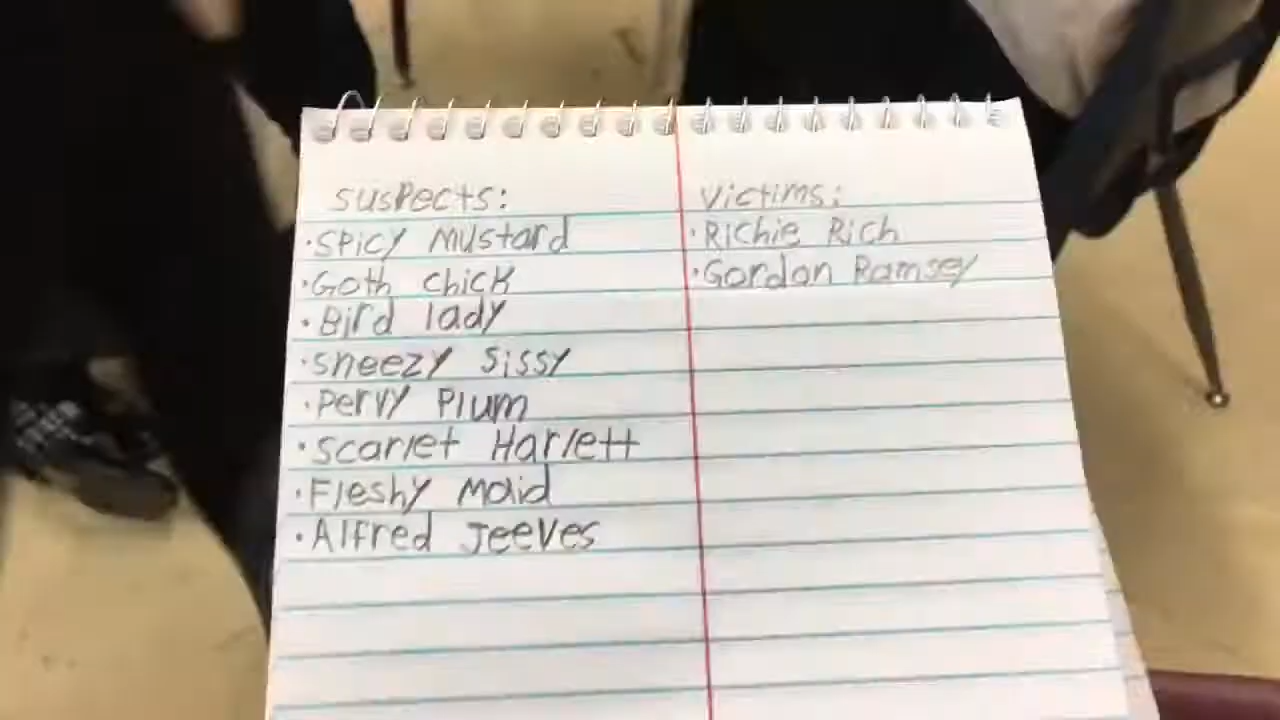 suspects:
·Spicy Mustard
·Goth chick
·Bird lady
·Sneezy Sissy
·Pervy Plum
·Scarlet Harlett
·Fleshy Maid
·Alfred Jeeves
Victims:
·Richie Rich
·Gordon Ramsey